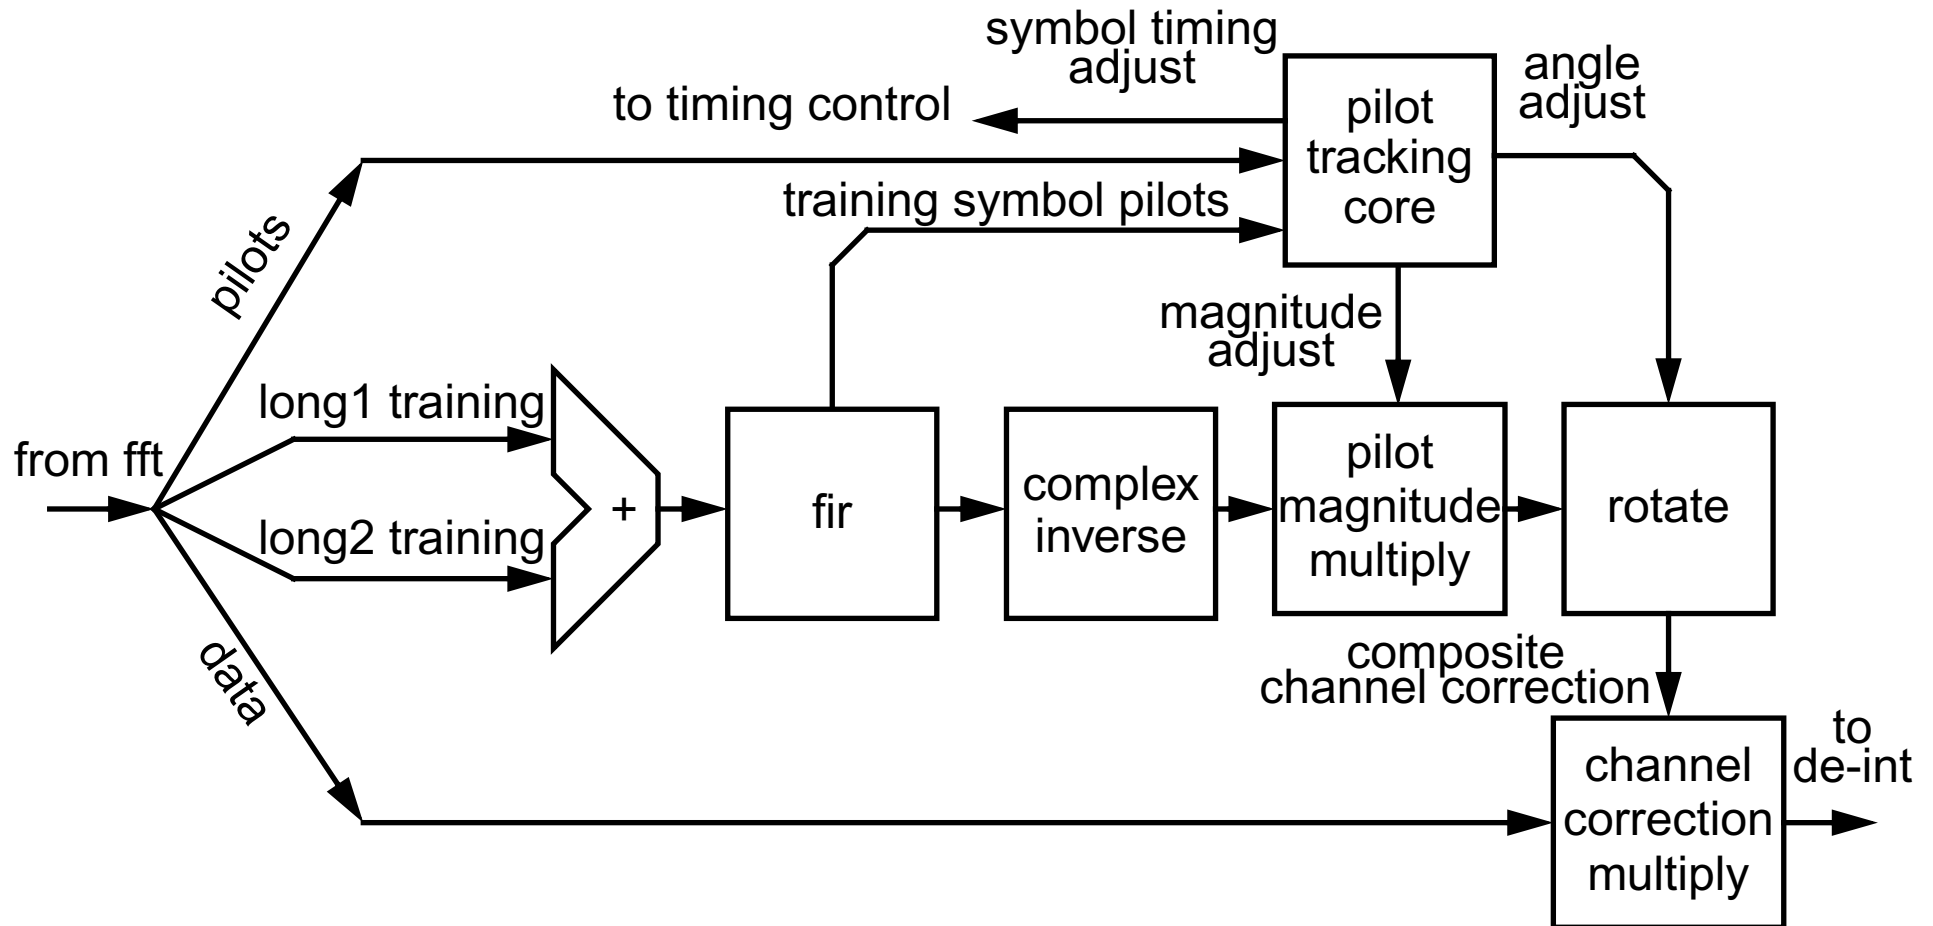 symbol timing
adjust
angle
adjust
to timing control
pilot
tracking
core
training symbol pilots
pilots
magnitude
adjust
long1 training
from fft
long2 training
+
fir
complex
inverse
pilot
magnitude
multiply
rotate
data
composite
channel correction
channel
correction
multiply
to
de-int